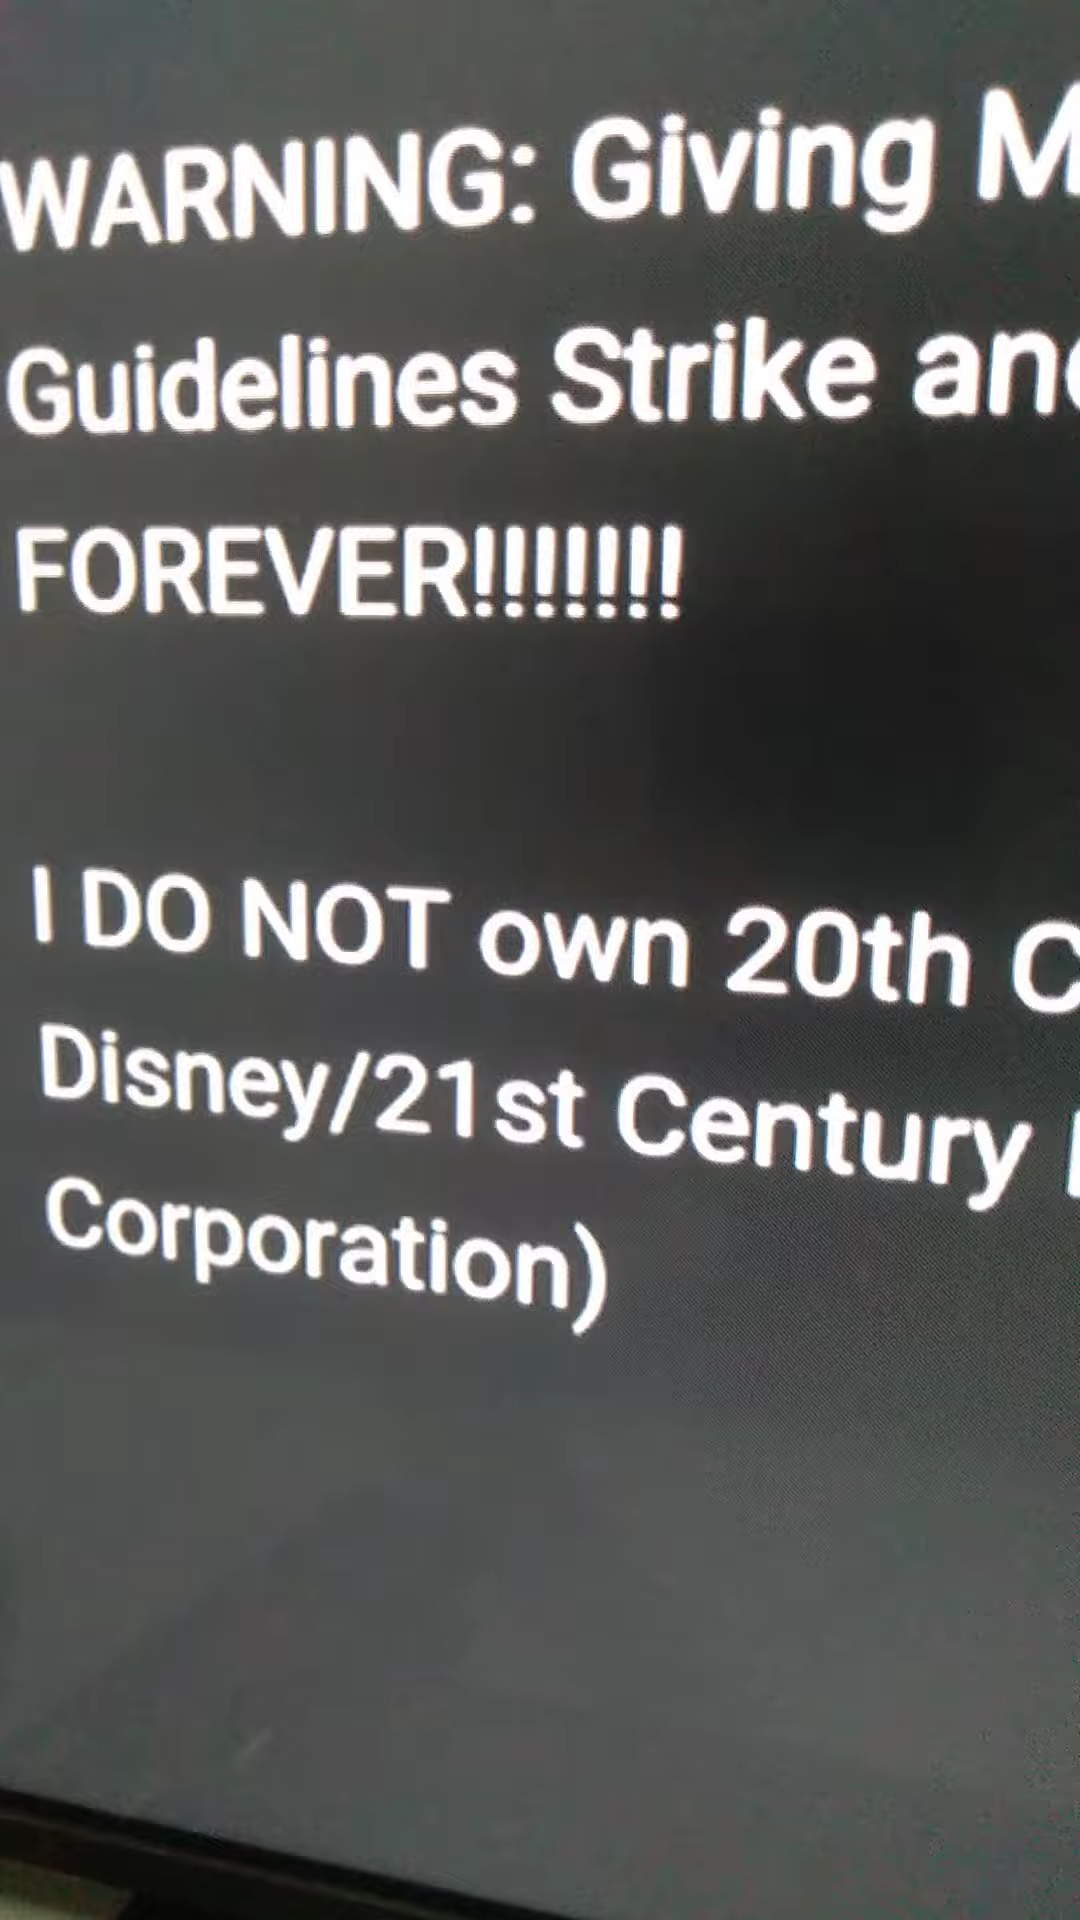 WARNING: Giving
Guidelines Strike
FOREVER!!!!!!!
I DO NOT own 20th
Disney/21st Century
Corporation)